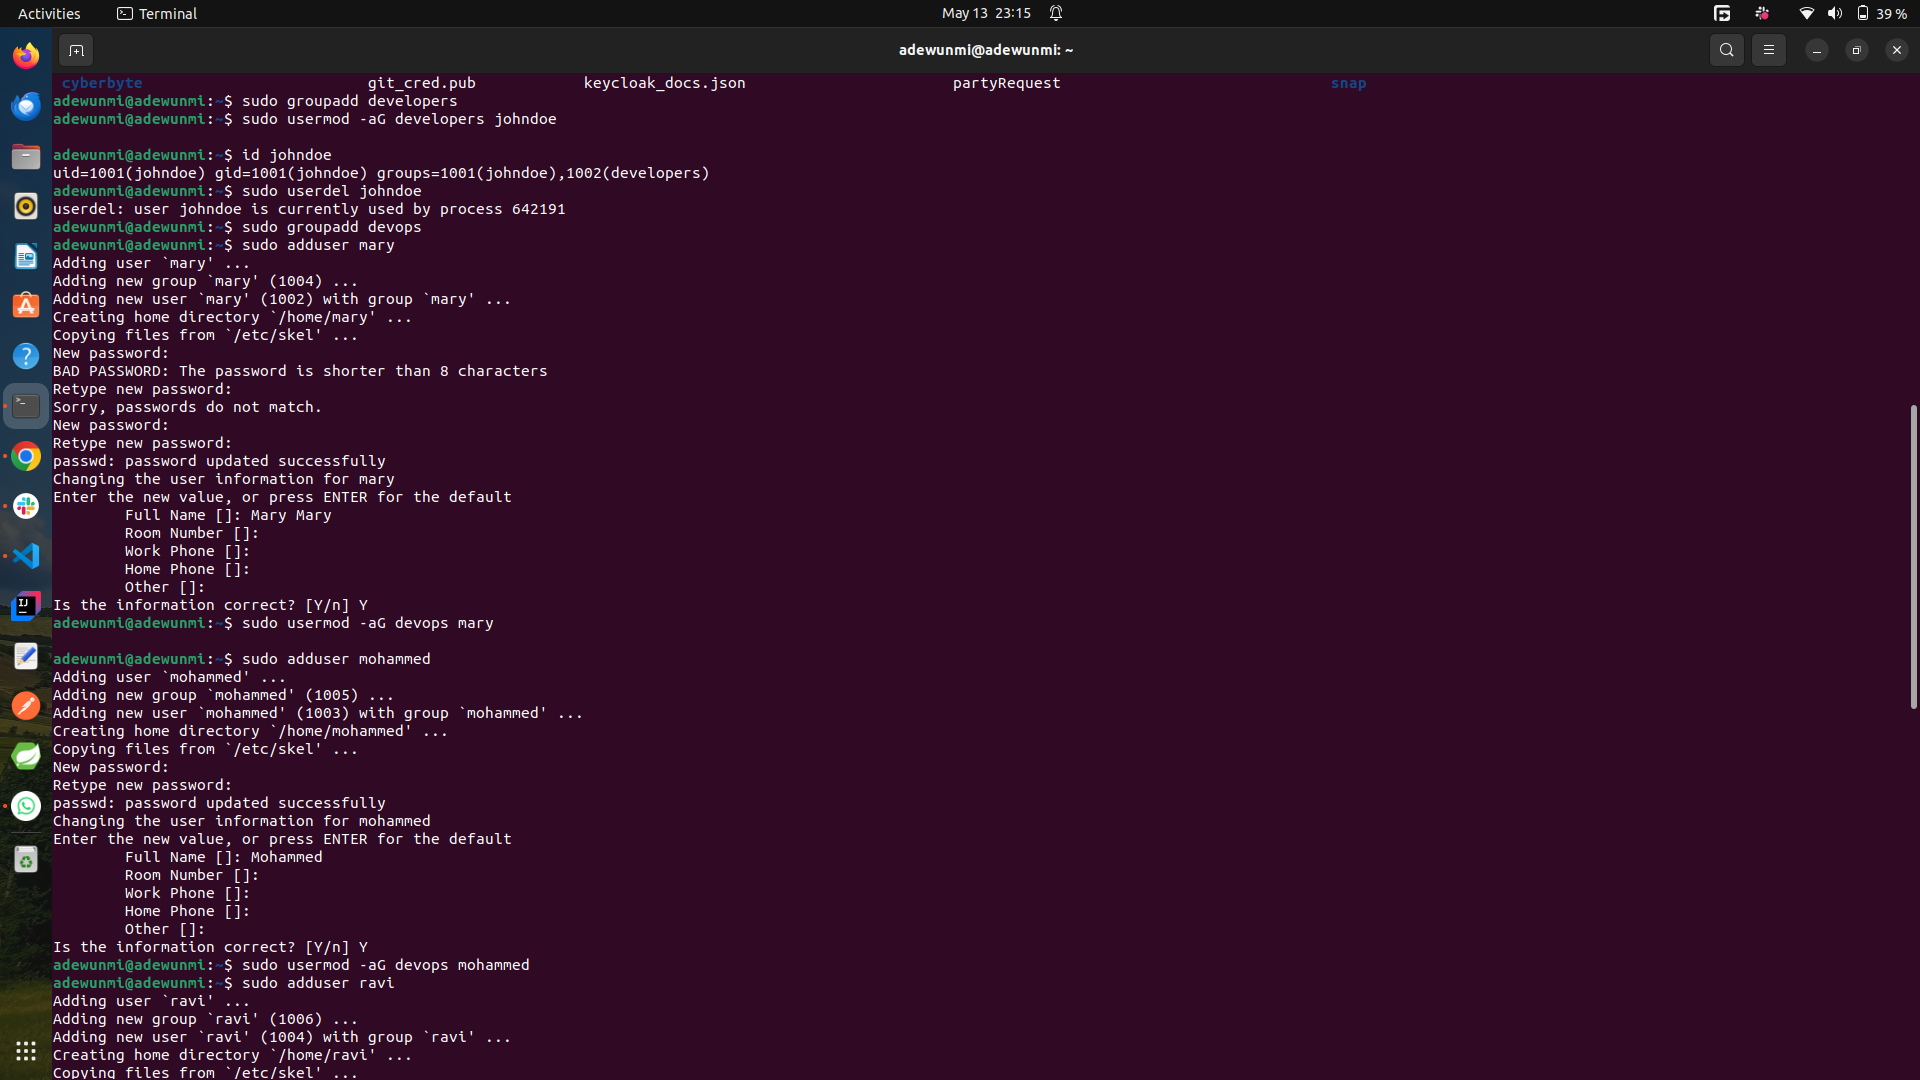 Activities Terminal May 13 23:15 39 %
adewunmi@adewunmi: ~
cyberbyte git_cred.pub keycloak_docs.json partyRequest snap
adewunmi@adewunmi:~$ sudo groupadd developers
adewunmi@adewunmi:~$ sudo usermod -aG developers johndoe
adewunmi@adewunmi:~$ id johndoe
uid=1001(johndoe) gid=1001(johndoe) groups=1001(johndoe),1002(developers)
adewunmi@adewunmi:~$ sudo userdel johndoe
userdel: user johndoe is currently used by process 642191
adewunmi@adewunmi:~$ sudo groupadd devops
adewunmi@adewunmi:~$ sudo adduser mary
Adding user `mary' ...
Adding new group `mary' (1004) ...
Adding new user `mary' (1002) with group `mary' ...
Creating home directory `/home/mary' ...
Copying files from `/etc/skel' ...
New password:
BAD PASSWORD: The password is shorter than 8 characters
Retype new password:
Sorry, passwords do not match.
New password:
Retype new password:
passwd: password updated successfully
Changing the user information for mary
Enter the new value, or press ENTER for the default
Full Name []: Mary Mary
Room Number []:
Work Phone []:
Home Phone []:
Other []:
Is the information correct? [Y/n] Y
adewunmi@adewunmi:~$ sudo usermod -aG devops mary
adewunmi@adewunmi:~$ sudo adduser mohammed
Adding user `mohammed' ...
Adding new group `mohammed' (1005) ...
Adding new user `mohammed' (1003) with group `mohammed' ...
Creating home directory `/home/mohammed' ...
Copying files from `/etc/skel' ...
New password:
Retype new password:
passwd: password updated successfully
Changing the user information for mohammed
Enter the new value, or press ENTER for the default
Full Name []: Mohammed
Room Number []:
Work Phone []:
Home Phone []:
Other []:
Is the information correct? [Y/n] Y
adewunmi@adewunmi:~$ sudo usermod -aG devops mohammed
adewunmi@adewunmi:~$ sudo adduser ravi
Adding user `ravi' ...
Adding new group `ravi' (1006) ...
Adding new user `ravi' (1004) with group `ravi' ...
Creating home directory `/home/ravi' ...
Copying files from `/etc/skel' ...